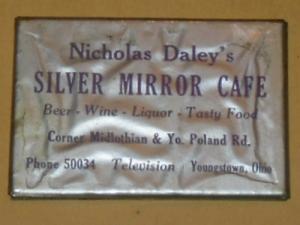 Nicholas Daley's
SILVER MIRROR CAFE
Beer - Wine - Liquor - Tasty Food
Corner Midlothian & Yo. Poland Rd.
Phone 50034 Television Youngstown, Ohio